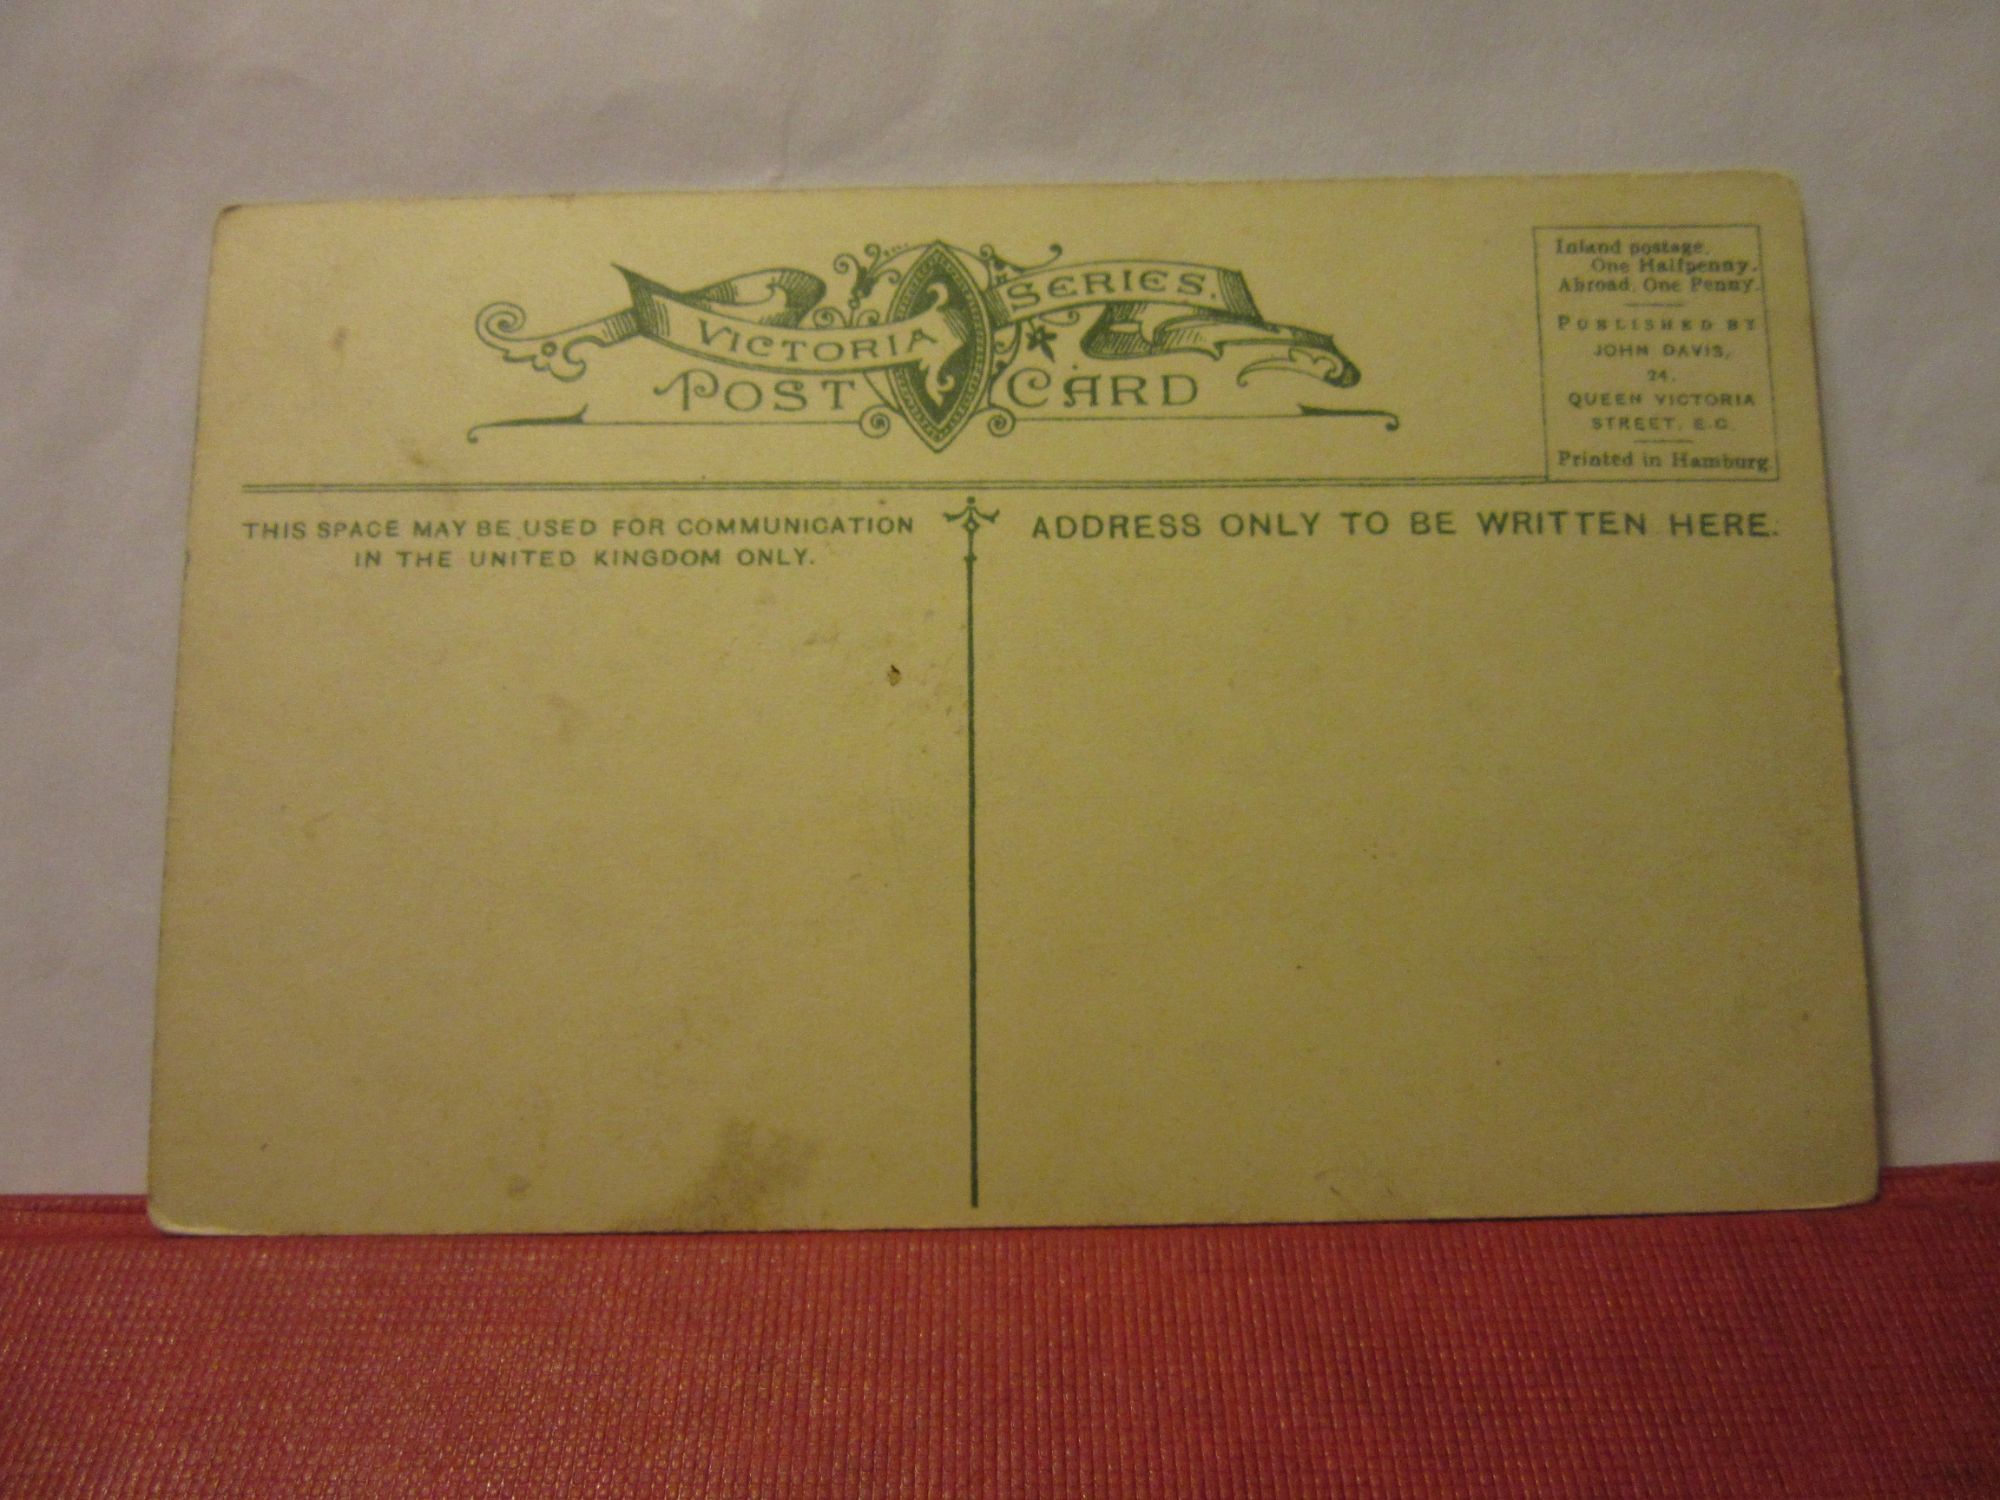 VICTORIA SERIES.
POST CARD
Inland postage,
One Halfpenny.
Abroad, One Penny.
PUBLISHED BY
JOHN DAVIS,
24,
QUEEN VICTORIA
STREET, E.C.
Printed in Hamburg
THIS SPACE MAY BE USED FOR COMMUNICATION
IN THE UNITED KINGDOM ONLY.
ADDRESS ONLY TO BE WRITTEN HERE.